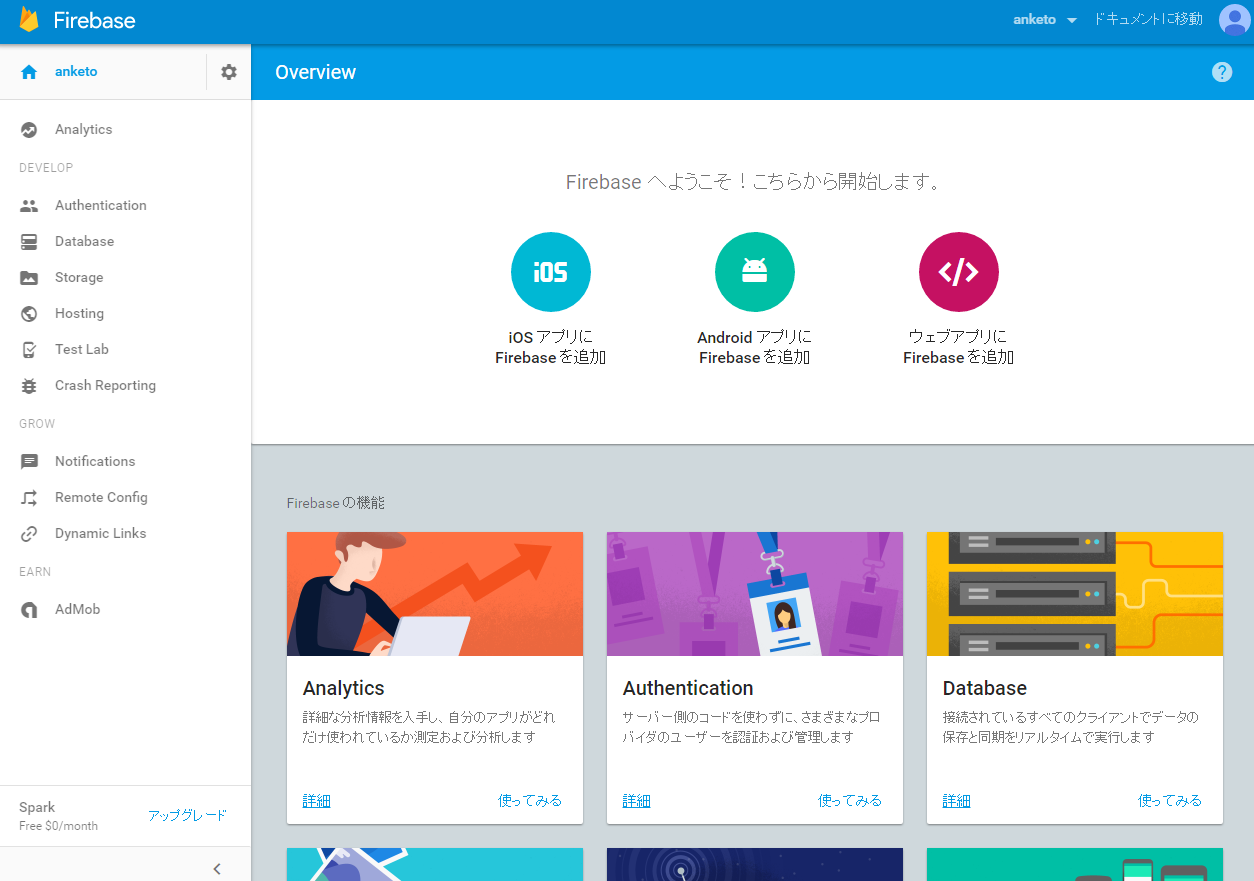 Firebase
anketo
ドキュメントに移動
anketo
Overview
?
Analytics
DEVELOP
Authentication
Database
Storage
Hosting
Test Lab
Crash Reporting
GROW
Notifications
Remote Config
Dynamic Links
EARN
AdMob
Spark
Free $0/month
アップグレード
Firebase へようこそ！こちらから開始します。
iOS
</>
iOS アプリに
Firebase を追加
Android アプリに
Firebase を追加
ウェブアプリに
Firebase を追加
Firebase の機能
Analytics
詳細な分析情報を入手し、自分のアプリがどれ
だけ使われているか測定および分析します
詳細
使ってみる
Authentication
サーバー側のコードを使わずに、さまざまなプロ
バイダのユーザーを認証および管理します
詳細
使ってみる
Database
接続されているすべてのクライアントでデータの
保存と同期をリアルタイムで実行します
詳細
使ってみる